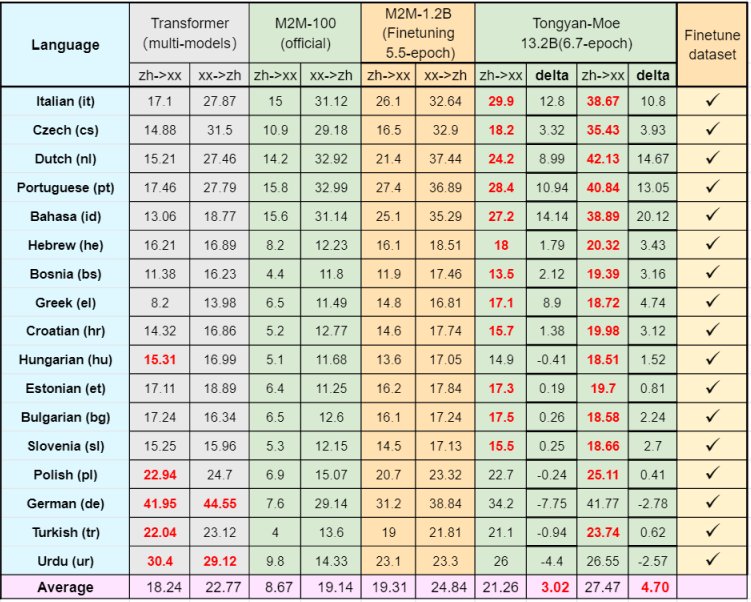 Language Transformer (multi-models) M2M-100 (official) M2M-1.2B (Finetuning 5.5-epoch) Tongyan-Moe 13.2B(6.7-epoch) Finetune dataset
zh->xx xx->zh zh->xx xx->zh zh->xx xx->zh zh->xx delta zh->xx delta
Italian (it) 17.1 27.87 15 31.12 26.1 32.64 29.9 12.8 38.67 10.8 ✓
Czech (cs) 14.88 31.5 10.9 29.18 16.5 32.9 18.2 3.32 35.43 3.93 ✓
Dutch (nl) 15.21 27.46 14.2 32.92 21.4 37.44 24.2 8.99 42.13 14.67 ✓
Portuguese (pt) 17.46 27.79 15.8 32.99 27.4 36.89 28.4 10.94 40.84 13.05 ✓
Bahasa (id) 13.06 18.77 15.6 31.14 25.1 35.29 27.2 14.14 38.89 20.12 ✓
Hebrew (he) 16.21 16.89 8.2 12.23 16.1 18.51 18 1.79 20.32 3.43 ✓
Bosnia (bs) 11.38 16.23 4.4 11.8 11.9 17.46 13.5 2.12 19.39 3.16 ✓
Greek (el) 8.2 13.98 6.5 11.49 14.8 16.81 17.1 8.9 18.72 4.74 ✓
Croatian (hr) 14.32 16.86 5.2 12.77 14.6 17.74 15.7 1.38 19.98 3.12 ✓
Hungarian (hu) 15.31 16.99 5.1 11.68 13.6 17.05 14.9 -0.41 18.51 1.52 ✓
Estonian (et) 17.11 18.89 6.4 11.25 16.2 17.84 17.3 0.19 19.7 0.81 ✓
Bulgarian (bg) 17.24 16.34 6.5 12.6 16.1 17.24 17.5 0.26 18.58 2.24 ✓
Slovenia (sl) 15.25 15.96 5.3 12.15 14.5 17.13 15.5 0.25 18.66 2.7 ✓
Polish (pl) 22.94 24.7 6.9 15.07 20.7 23.32 22.7 -0.24 25.11 0.41 ✓
German (de) 41.95 44.55 7.6 29.14 31.2 38.84 34.2 -7.75 41.77 -2.78 ✓
Turkish (tr) 22.04 23.12 4 13.6 19 21.81 21.1 -0.94 23.74 0.62 ✓
Urdu (ur) 30.4 29.12 9.8 14.33 23.1 23.3 26 -4.4 26.55 -2.57 ✓
Average 18.24 22.77 8.67 19.14 19.31 24.84 21.26 3.02 27.47 4.70